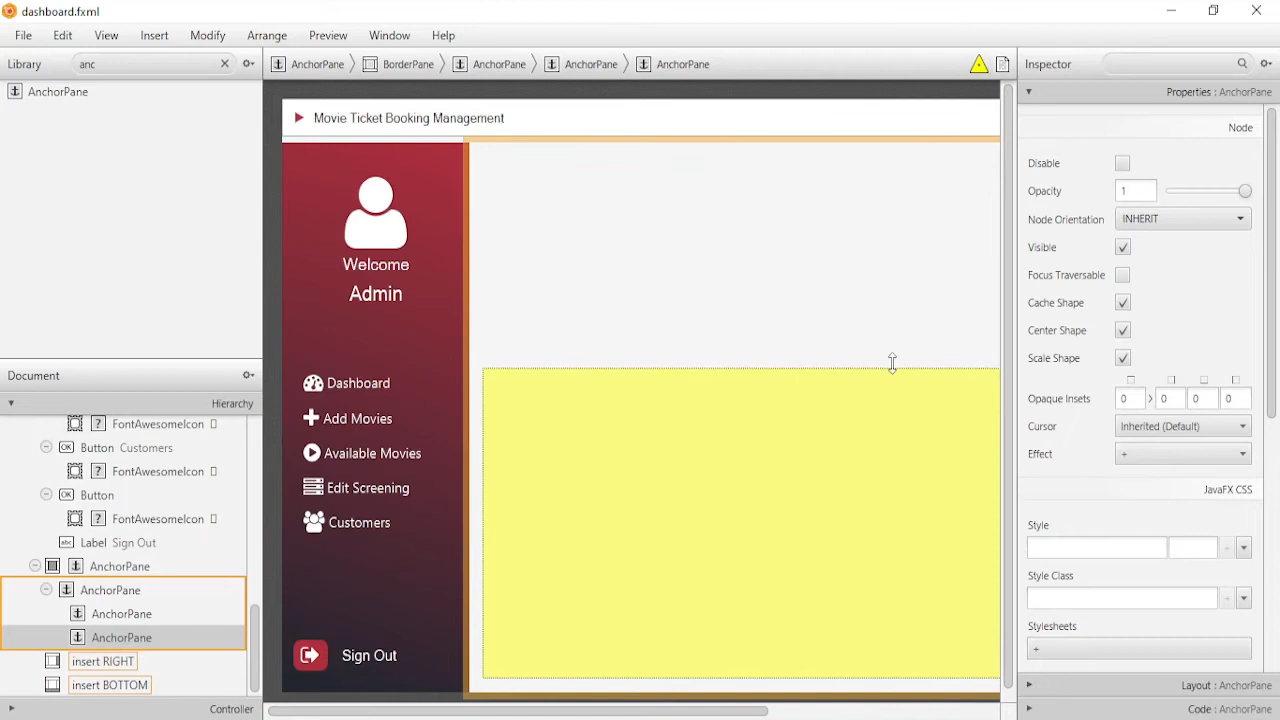 dashboard.fxml
File Edit View Insert Modify Arrange Preview Window Help
Library anc
AnchorPane
AnchorPane BorderPane AnchorPane AnchorPane AnchorPane
Movie Ticket Booking Management
Welcome
Admin
Dashboard
Add Movies
Available Movies
Edit Screening
Customers
Sign Out
Document
Hierarchy
? FontAwesomeIcon
OK Button Customers
? FontAwesomeIcon
OK Button
? FontAwesomeIcon
abc Label Sign Out
AnchorPane
AnchorPane
AnchorPane
AnchorPane
insert RIGHT
insert BOTTOM
Controller
Inspector
Properties : AnchorPane
Node
Disable
Opacity 1
Node Orientation INHERIT
Visible
Focus Traversable
Cache Shape
Center Shape
Scale Shape
Opaque Insets 0 0 0 0
Cursor Inherited (Default)
Effect +
JavaFX CSS
Style
+
Style Class
+
Stylesheets
+
Layout : AnchorPane
Code : AnchorPane